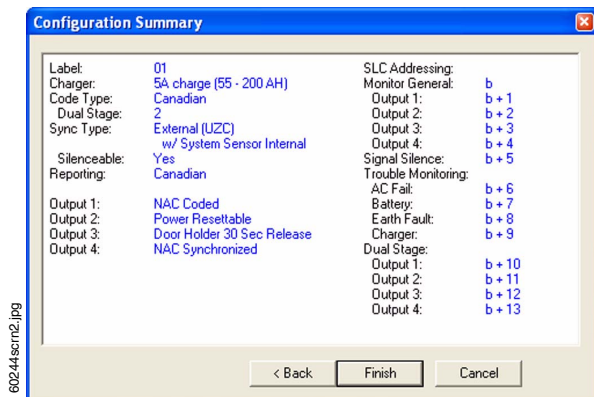 Configuration Summary
Label: 01
Charger: 5A charge (55 - 200 AH)
Code Type: Canadian
Dual Stage: 2
Sync Type: External (UZC)
w/ System Sensor Internal
Silenceable: Yes
Reporting: Canadian
Output 1: NAC Coded
Output 2: Power Resettable
Output 3: Door Holder 30 Sec Release
Output 4: NAC Synchronized
SLC Addressing:
Monitor General: b
Output 1: b + 1
Output 2: b + 2
Output 3: b + 3
Output 4: b + 4
Signal Silence: b + 5
Trouble Monitoring:
AC Fail: b + 6
Battery: b + 7
Earth Fault: b + 8
Charger: b + 9
Dual Stage:
Output 1: b + 10
Output 2: b + 11
Output 3: b + 12
Output 4: b + 13
< Back Finish Cancel
60244scrn2.jpg